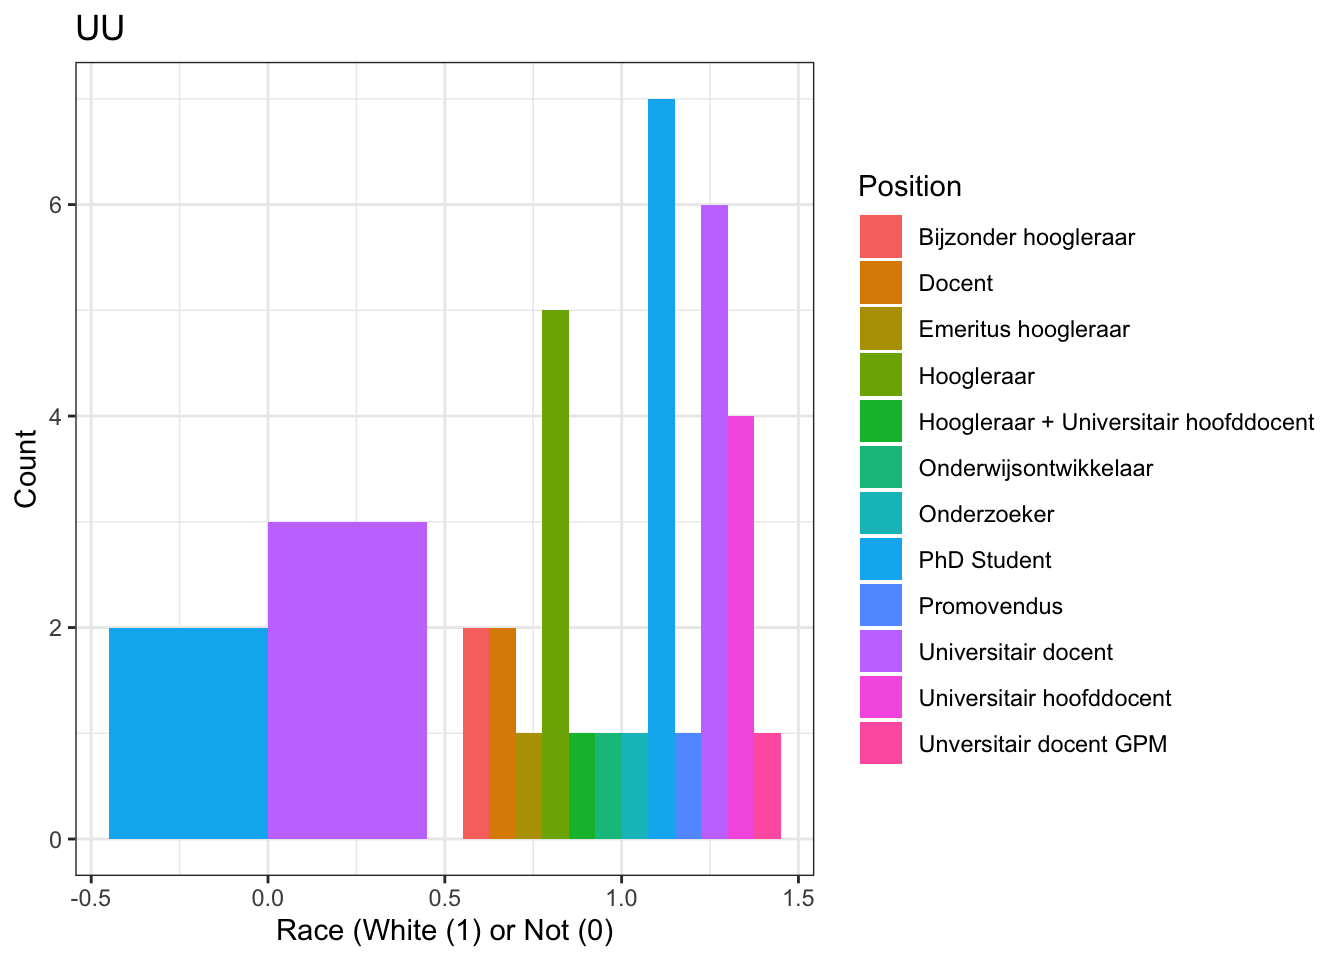 UU
6
4
2
0
Count
-0.5 0.0 0.5 1.0 1.5
Race (White (1) or Not (0)
Position
Bijzonder hoogleraar
Docent
Emeritus hoogleraar
Hoogleraar
Hoogleraar + Universitair hoofddocent
Onderwijsontwikkelaar
Onderzoeker
PhD Student
Promovendus
Universitair docent
Universitair hoofddocent
Unversitair docent GPM